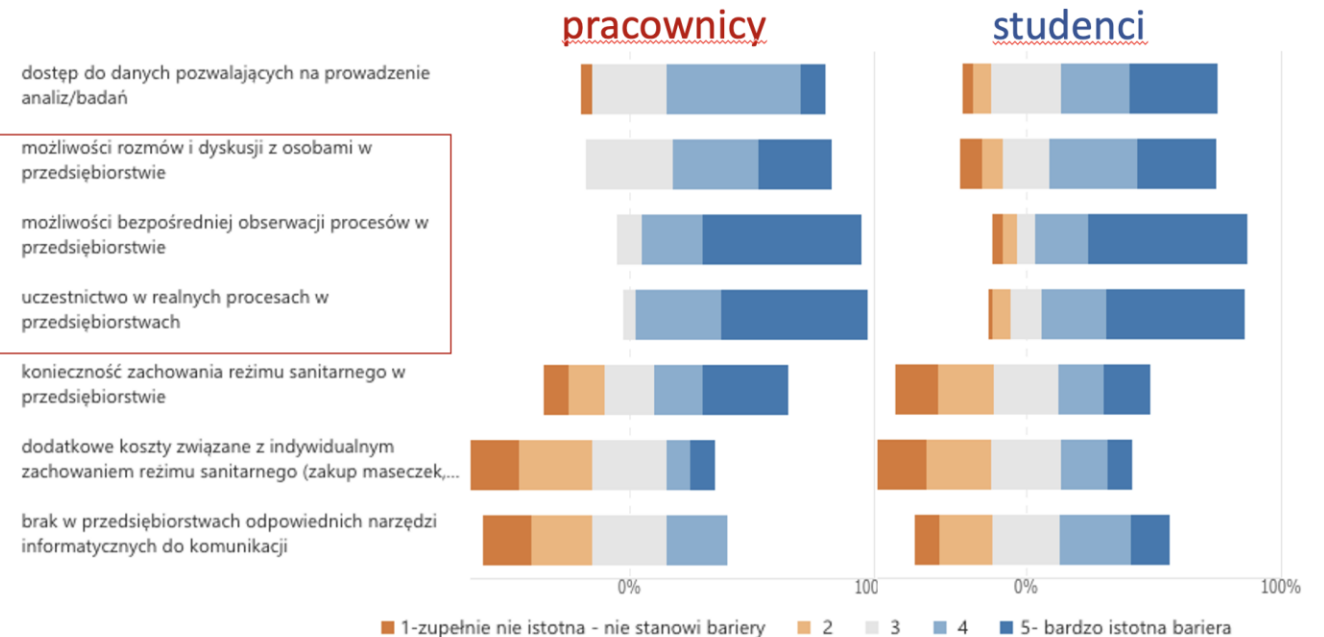 pracownicy
studenci
dostęp do danych pozwalających na prowadzenie
analiz/badań
możliwości rozmów i dyskusji z osobami w
przedsiębiorstwie
możliwości bezpośredniej obserwacji procesów w
przedsiębiorstwie
uczestnictwo w realnych procesach w
przedsiębiorstwach
konieczność zachowania reżimu sanitarnego w
przedsiębiorstwie
dodatkowe koszty związane z indywidualnym
zachowaniem reżimu sanitarnego (zakup maseczek,...
brak w przedsiębiorstwach odpowiednich narzędzi
informatycznych do komunikacji
0% 100 0% 100%
1-zupełnie nie istotna - nie stanowi bariery 2 3 4 5- bardzo istotna bariera